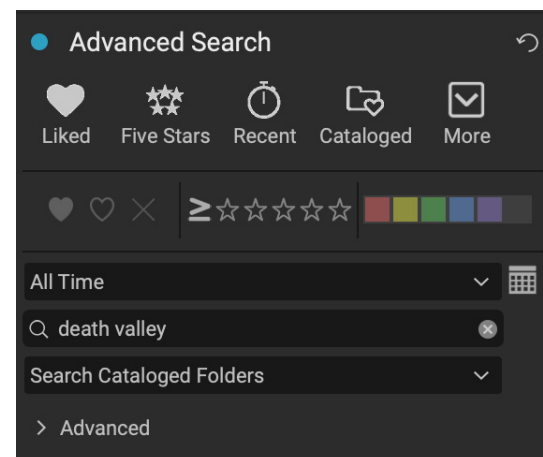 Advanced Search
Liked Five Stars Recent Cataloged More
≥
All Time
death valley
Search Cataloged Folders
Advanced